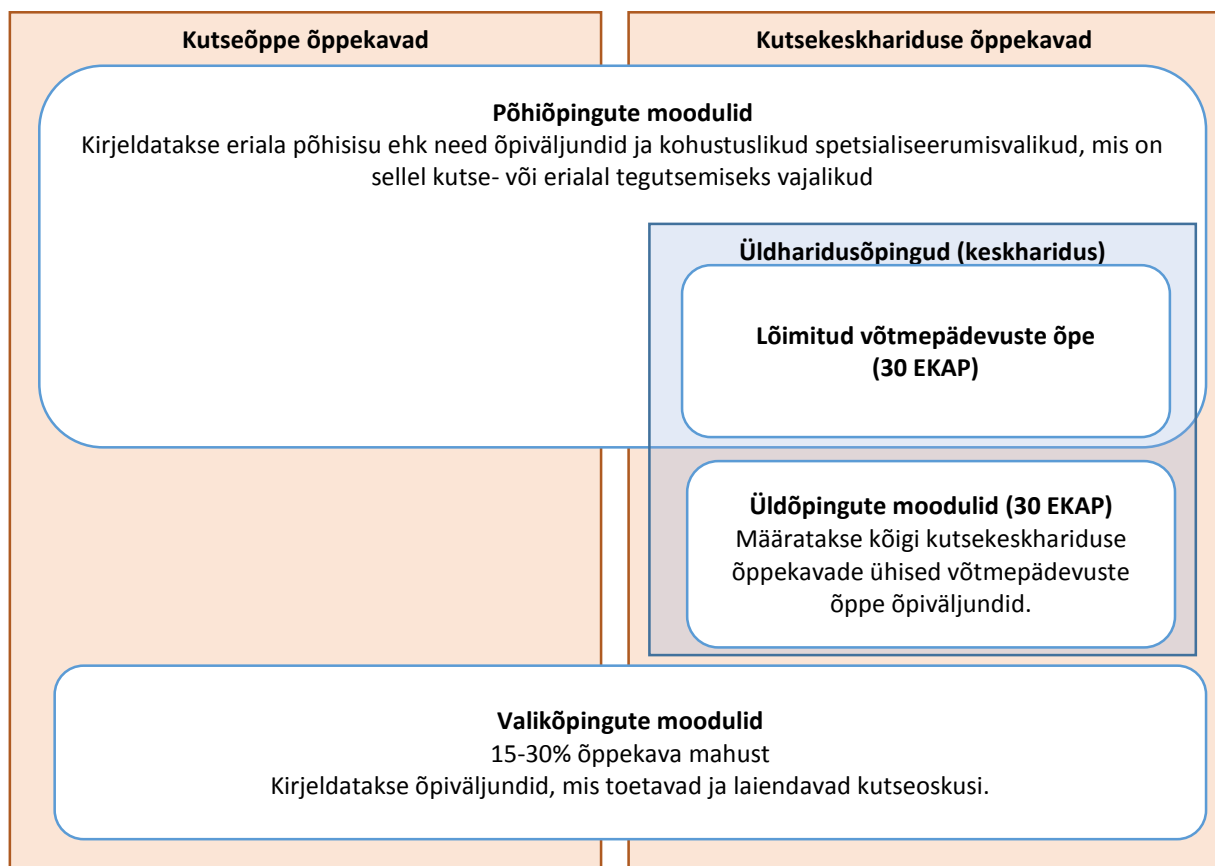 Kutseõppe õppekavad
Kutsekeskhariduse õppekavad
Põhiõpingute moodulid
Kirjeldatakse eriala põhisisu ehk need õpiväljundid ja kohustuslikud spetsialiseerumisvalikud, mis on
sellel kutse- või erialal tegutsemiseks vajalikud
Üldharidusõpingud (keskharidus)
Lõimitud võtmepädevuste õpe
(30 EKAP)
Üldõpingute moodulid (30 EKAP)
Määratakse kõigi kutsekeskhariduse
õppekavade ühised võtmepädevuste
õppe õpiväljundid.
Valikõpingute moodulid
15-30% õppekava mahust
Kirjeldatakse õpiväljundid, mis toetavad ja laiendavad kutseoskusi.